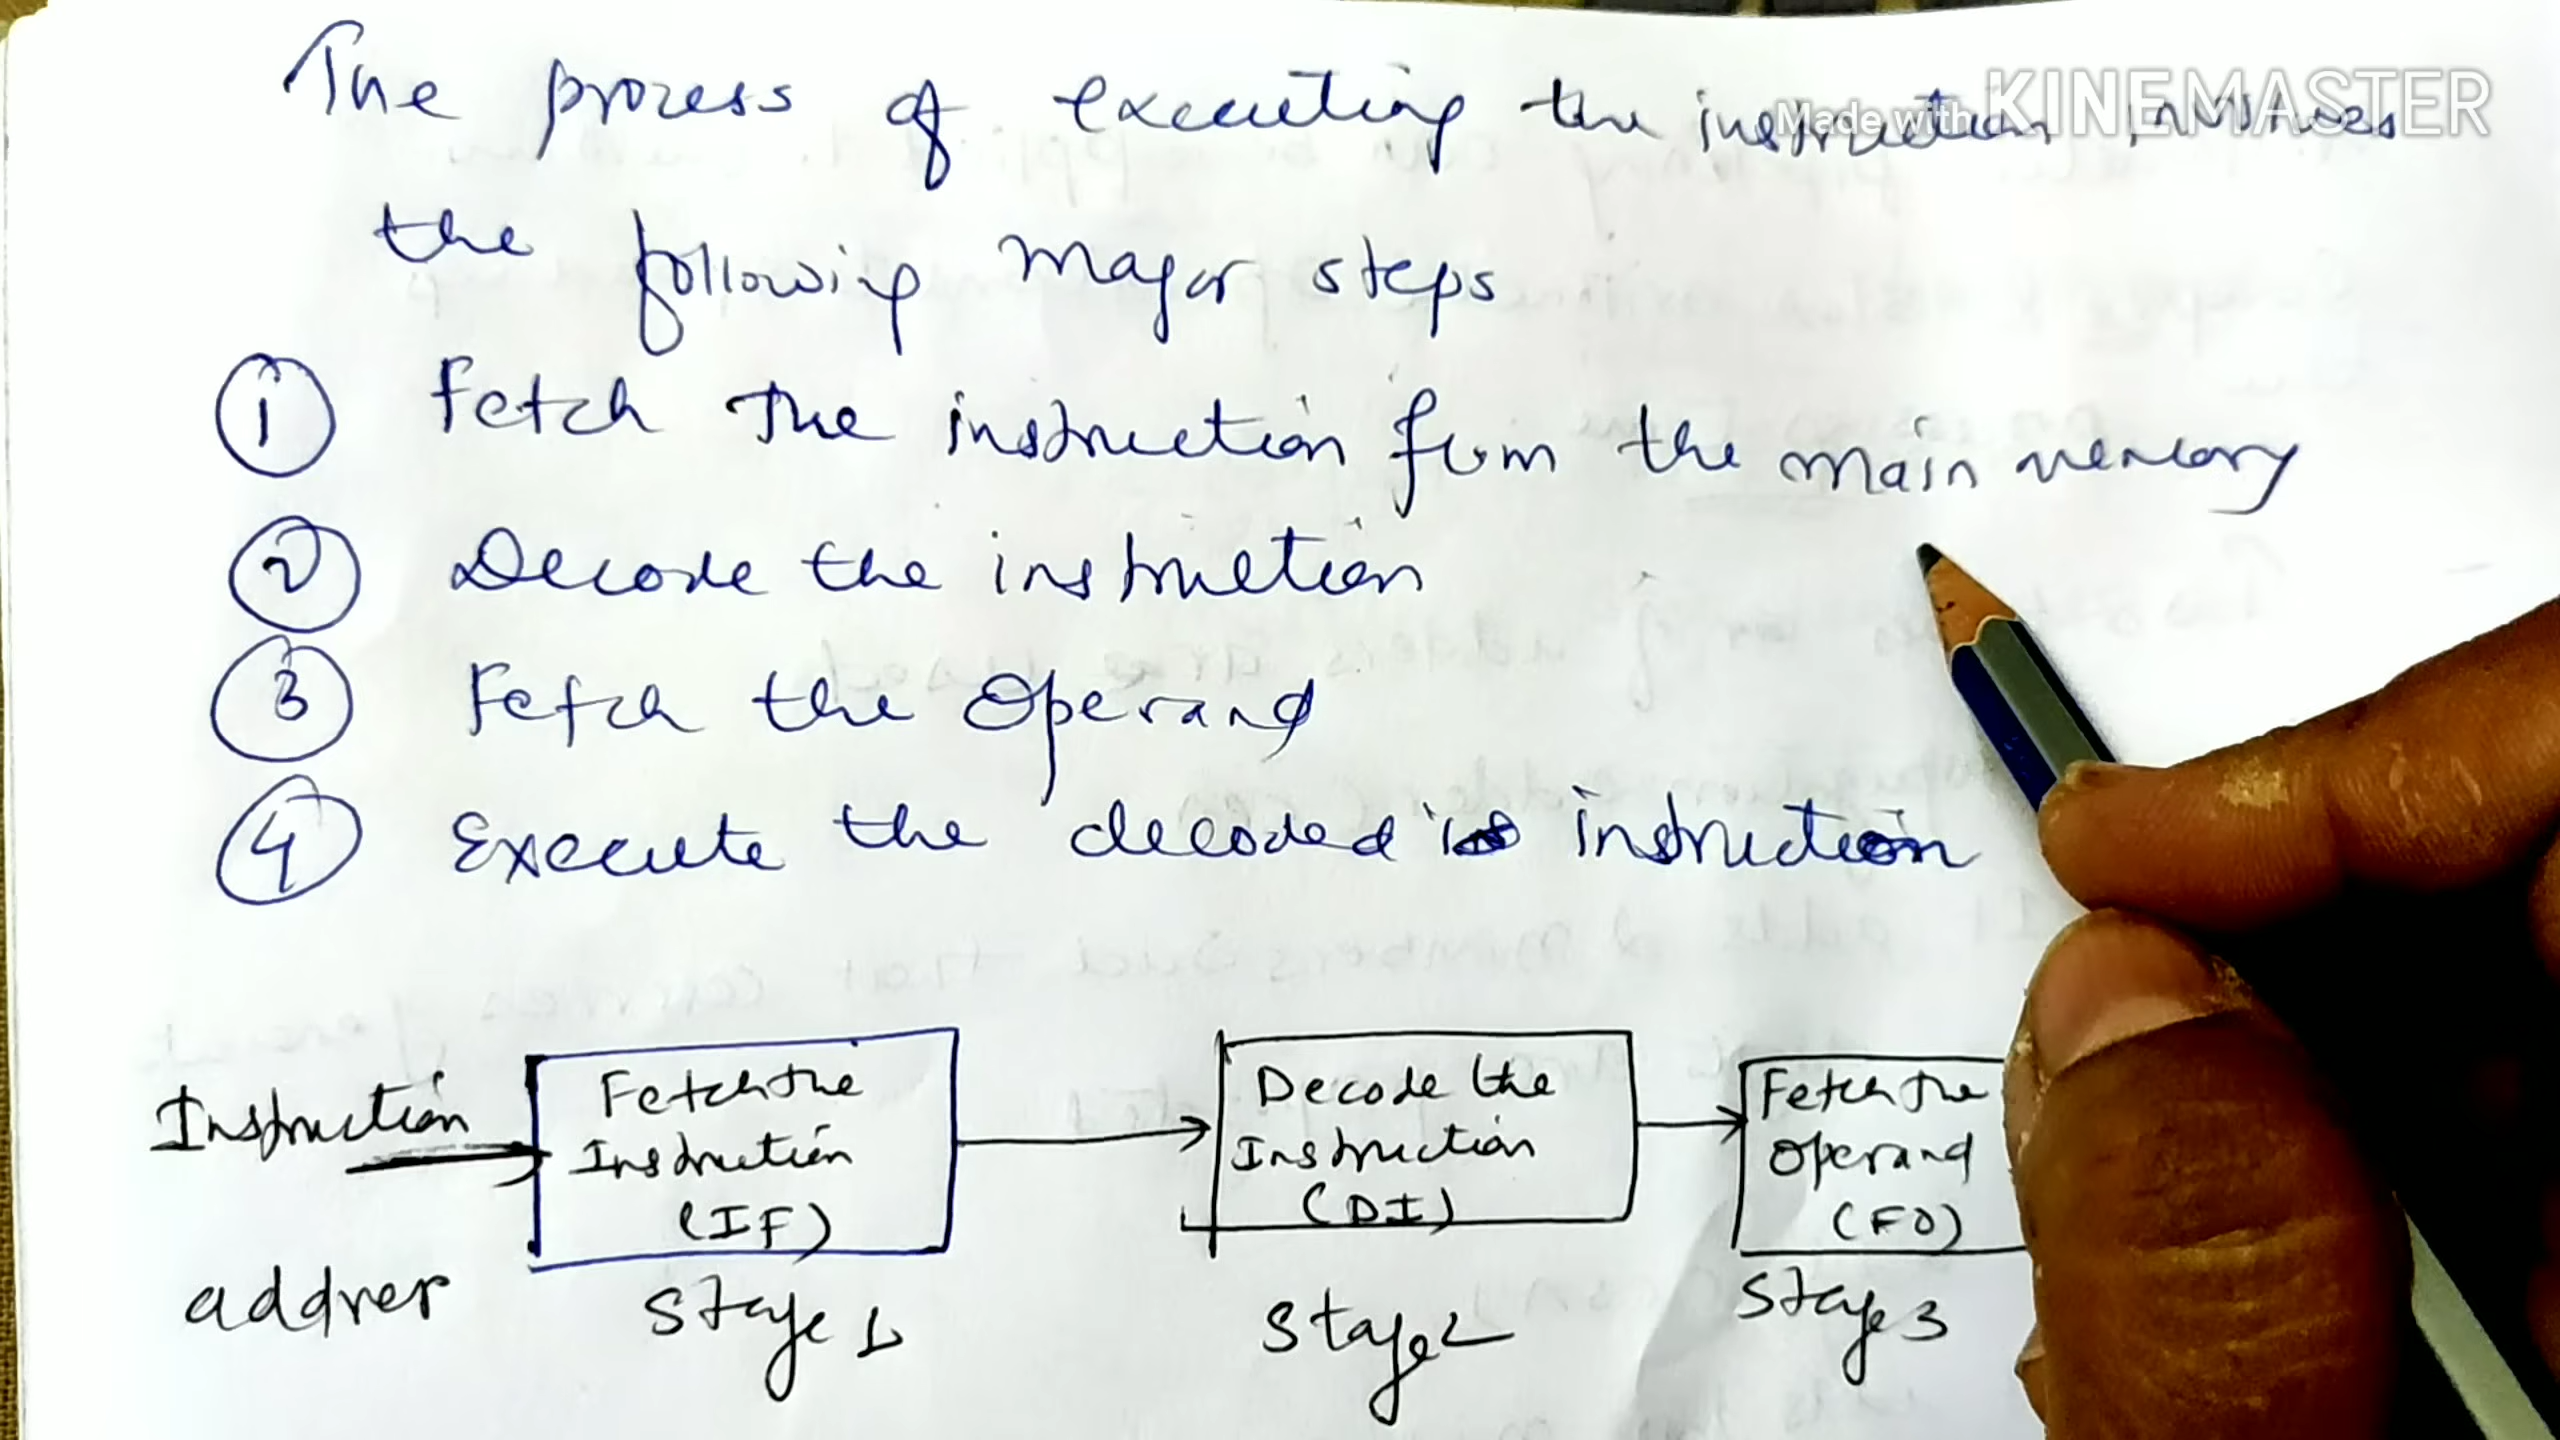 The process of executing the instruction involves
Made with KINEMASTER
the following major steps
1 Fetch the instruction from the main memory
2 Decode the instruction
3 Fetch the operand
4 Execute the decoded instruction
Instruction address
Fetch the Instruction (IF)
Stage 1
Decode the Instruction (DI)
Stage 2
Fetch the operand (FO)
Stage 3